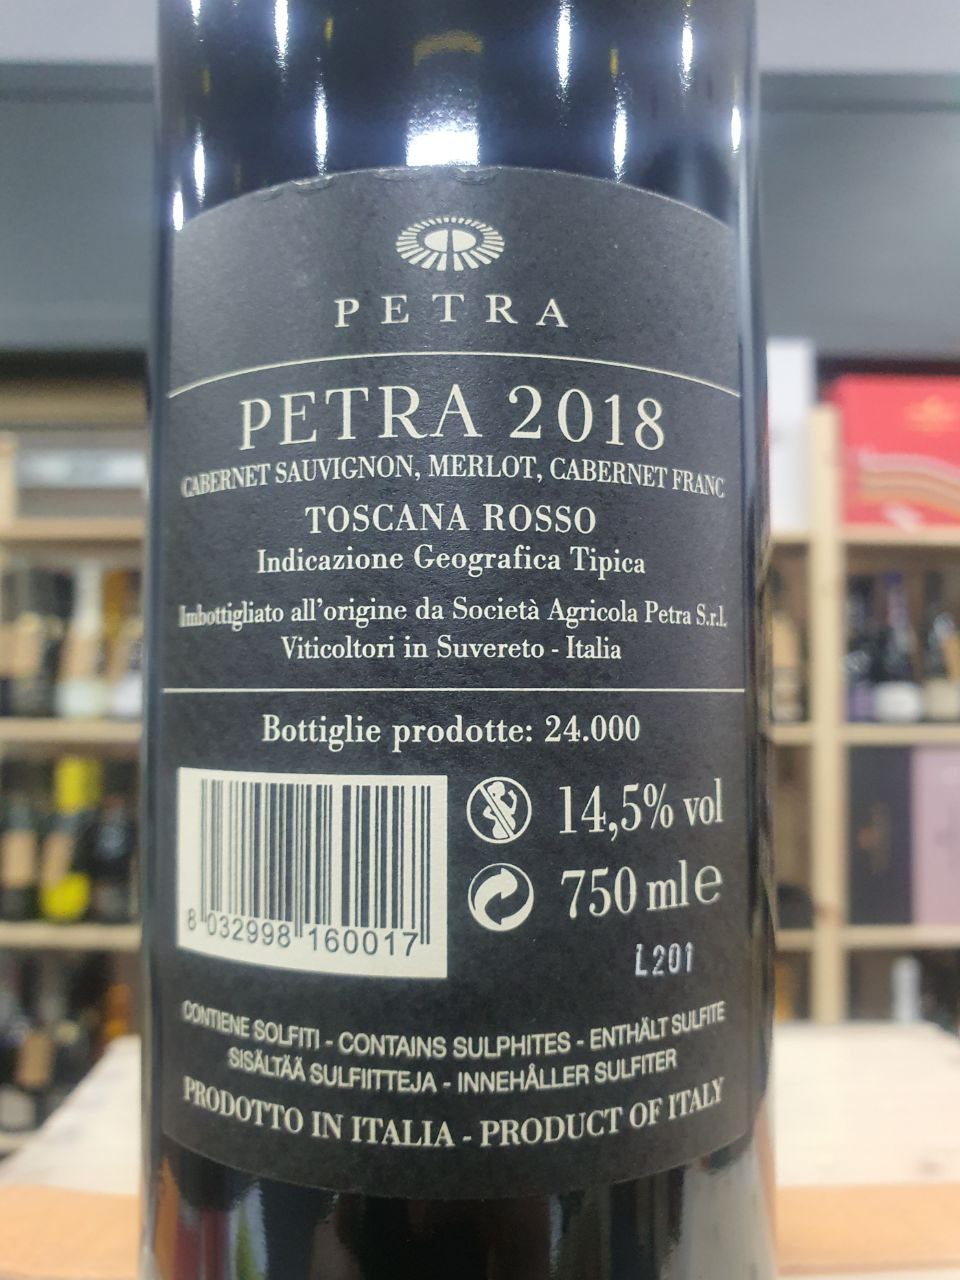 PETRA
PETRA 2018
CABERNET SAUVIGNON, MERLOT, CABERNET FRANC
TOSCANA ROSSO
Indicazione Geografica Tipica
Imbottigliato all'origine da Società Agricola Petra S.r.l.
Viticoltori in Suvereto - Italia
Bottiglie prodotte: 24.000
14,5% vol
750 ml e
8 032998 160017
L201
CONTIENE SOLFITI - CONTAINS SULPHITES - ENTHÄLT SULFITE
SISÄLTÄÄ SULFIITTEJA - INNEHÅLLER SULFITER
PRODOTTO IN ITALIA - PRODUCT OF ITALY